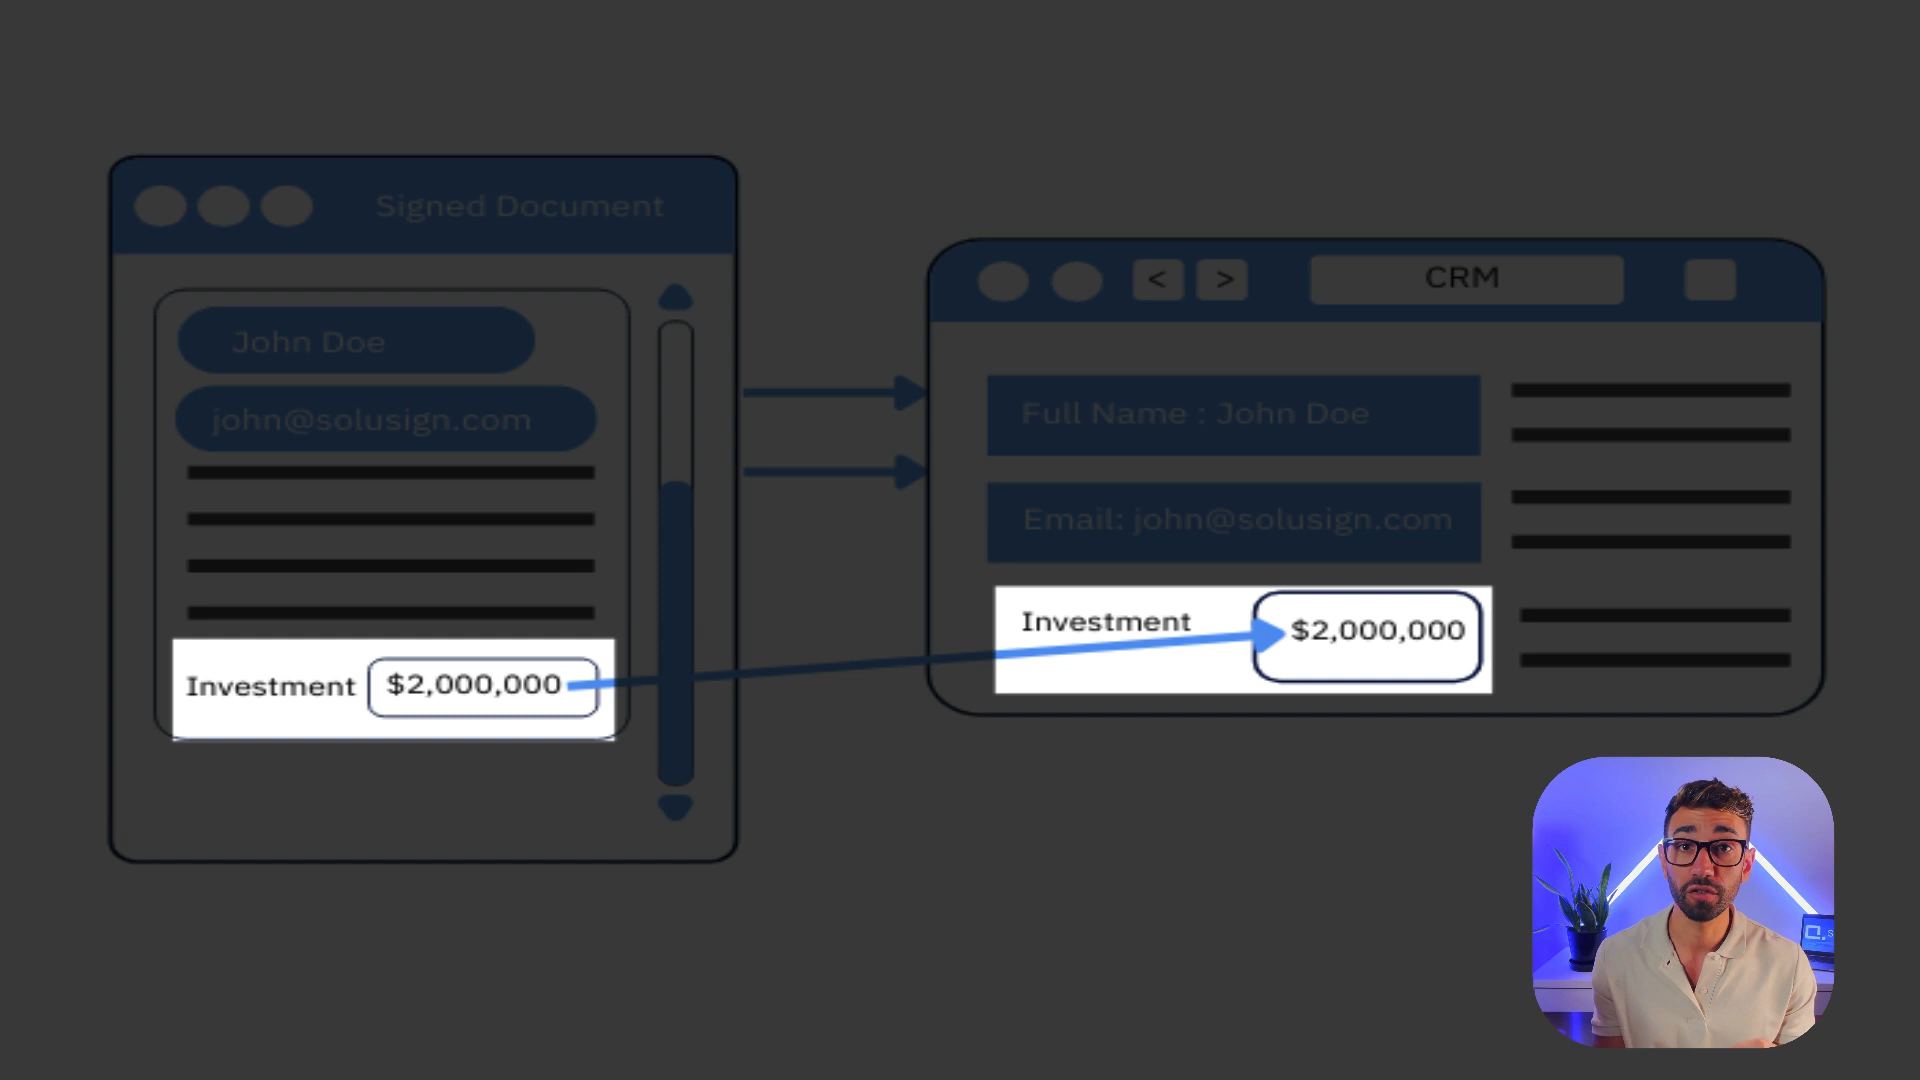 Signed Document
John Doe
john@solusign.com
Investment $2,000,000
< > CRM
Full Name : John Doe
Email: john@solusign.com
Investment $2,000,000